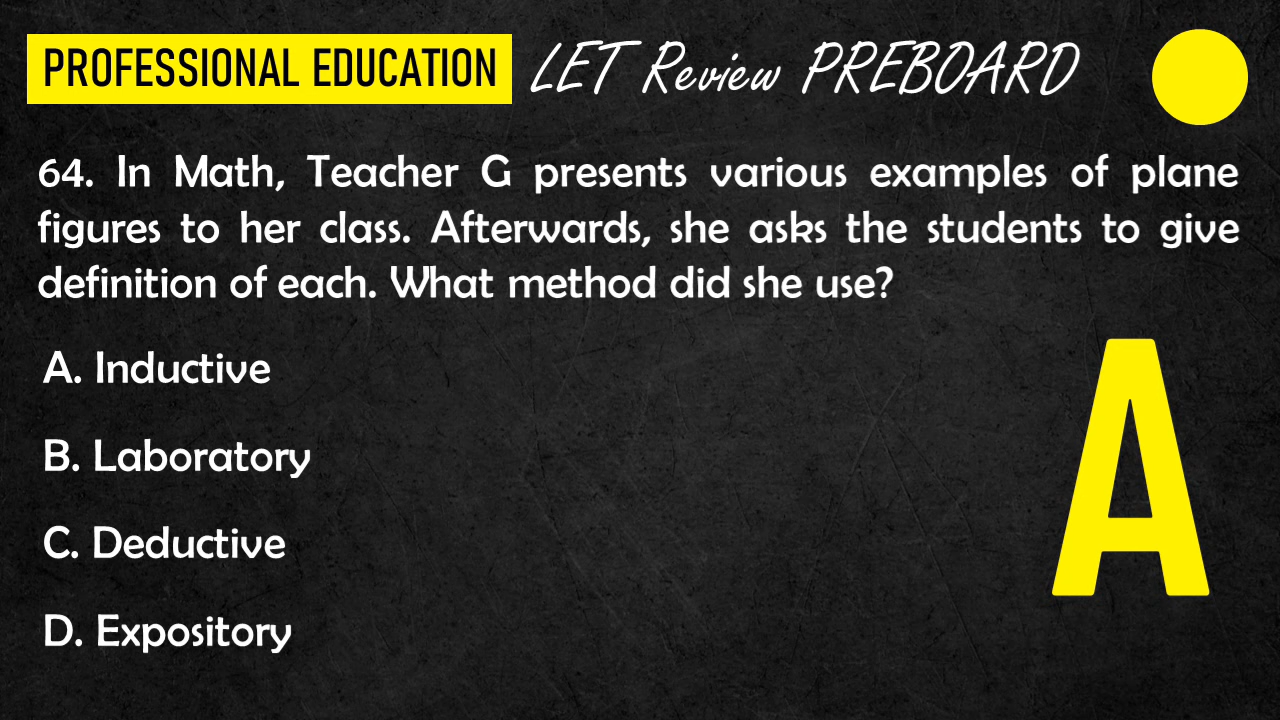 PROFESSIONAL EDUCATION LET Review PREBOARD
64. In Math, Teacher G presents various examples of plane
figures to her class. Afterwards, she asks the students to give
definition of each. What method did she use?
A. Inductive
B. Laboratory
C. Deductive
D. Expository
A